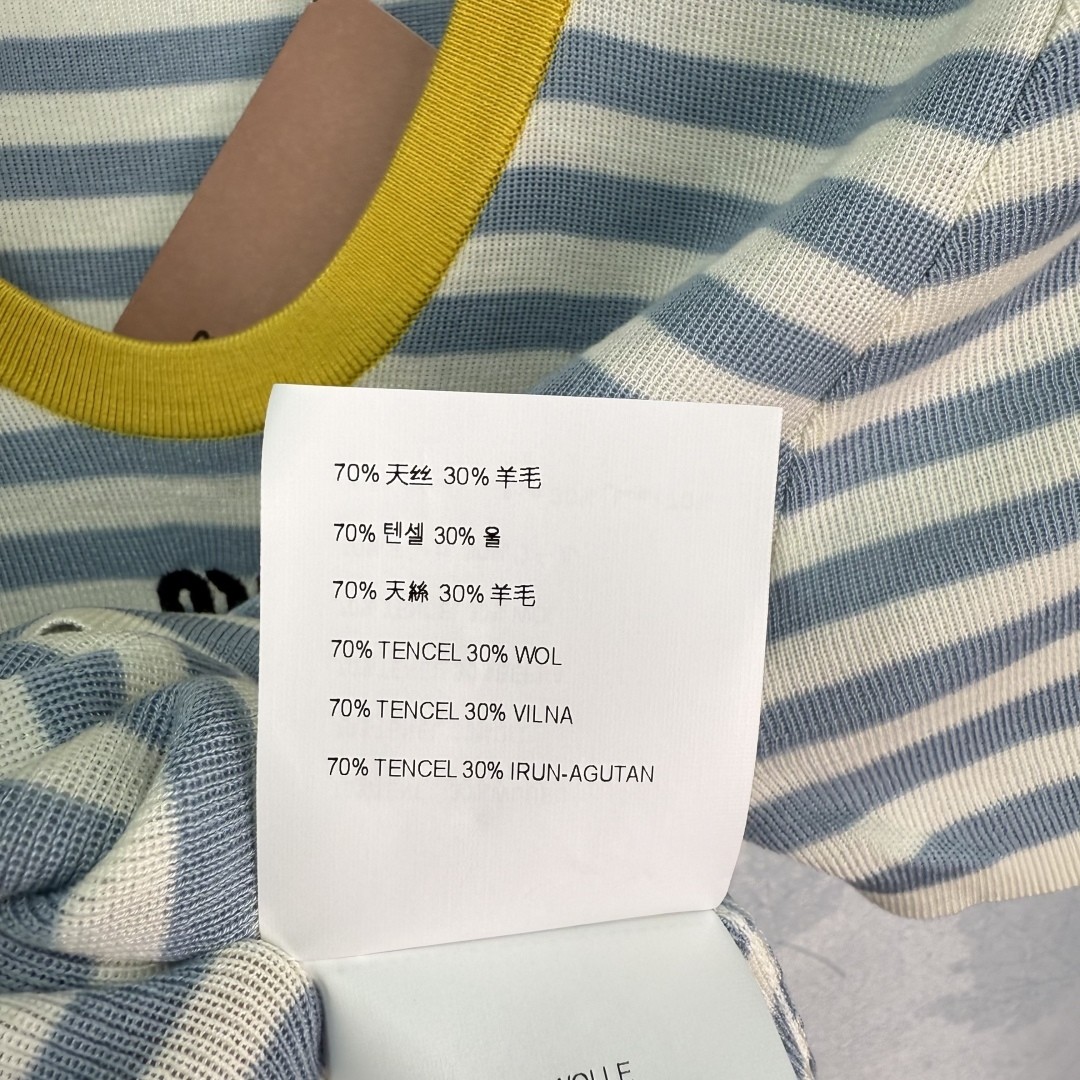 70% 天丝 30% 羊毛
70% 텐셀 30% 울
70% 天絲 30% 羊毛
70% TENCEL 30% WOL
70% TENCEL 30% VILNA
70% TENCEL 30% IRUN-AGUTAN